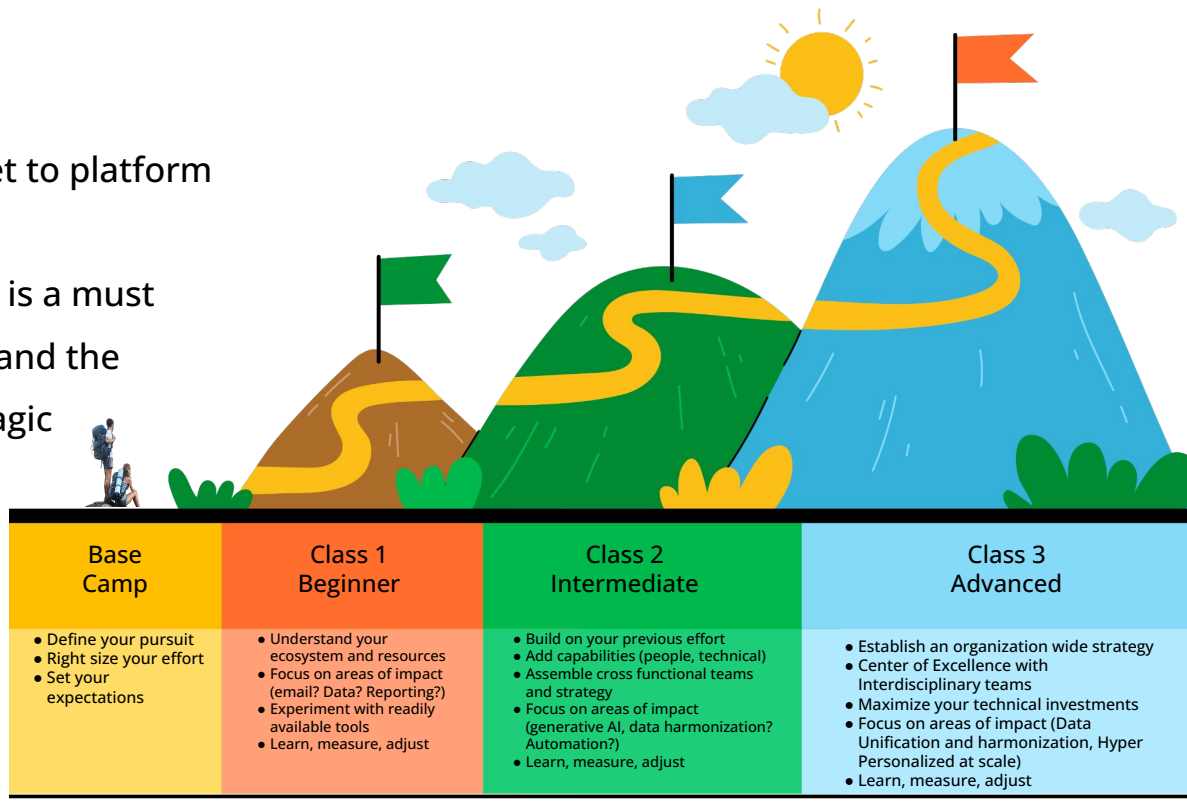 et to platform
is a must
and the
agic
Base
Camp
● Define your pursuit
● Right size your effort
● Set your
expectations
Class 1
Beginner
● Understand your
ecosystem and resources
● Focus on areas of impact
(email? Data? Reporting?)
● Experiment with readily
available tools
● Learn, measure, adjust
Class 2
Intermediate
● Build on your previous effort
● Add capabilities (people, technical)
● Assemble cross functional teams
and strategy
● Focus on areas of impact
(generative AI, data harmonization?
Automation?)
● Learn, measure, adjust
Class 3
Advanced
● Establish an organization wide strategy
● Center of Excellence with
Interdisciplinary teams
● Maximize your technical investments
● Focus on areas of impact (Data
Unification and harmonization, Hyper
Personalized at scale)
● Learn, measure, adjust